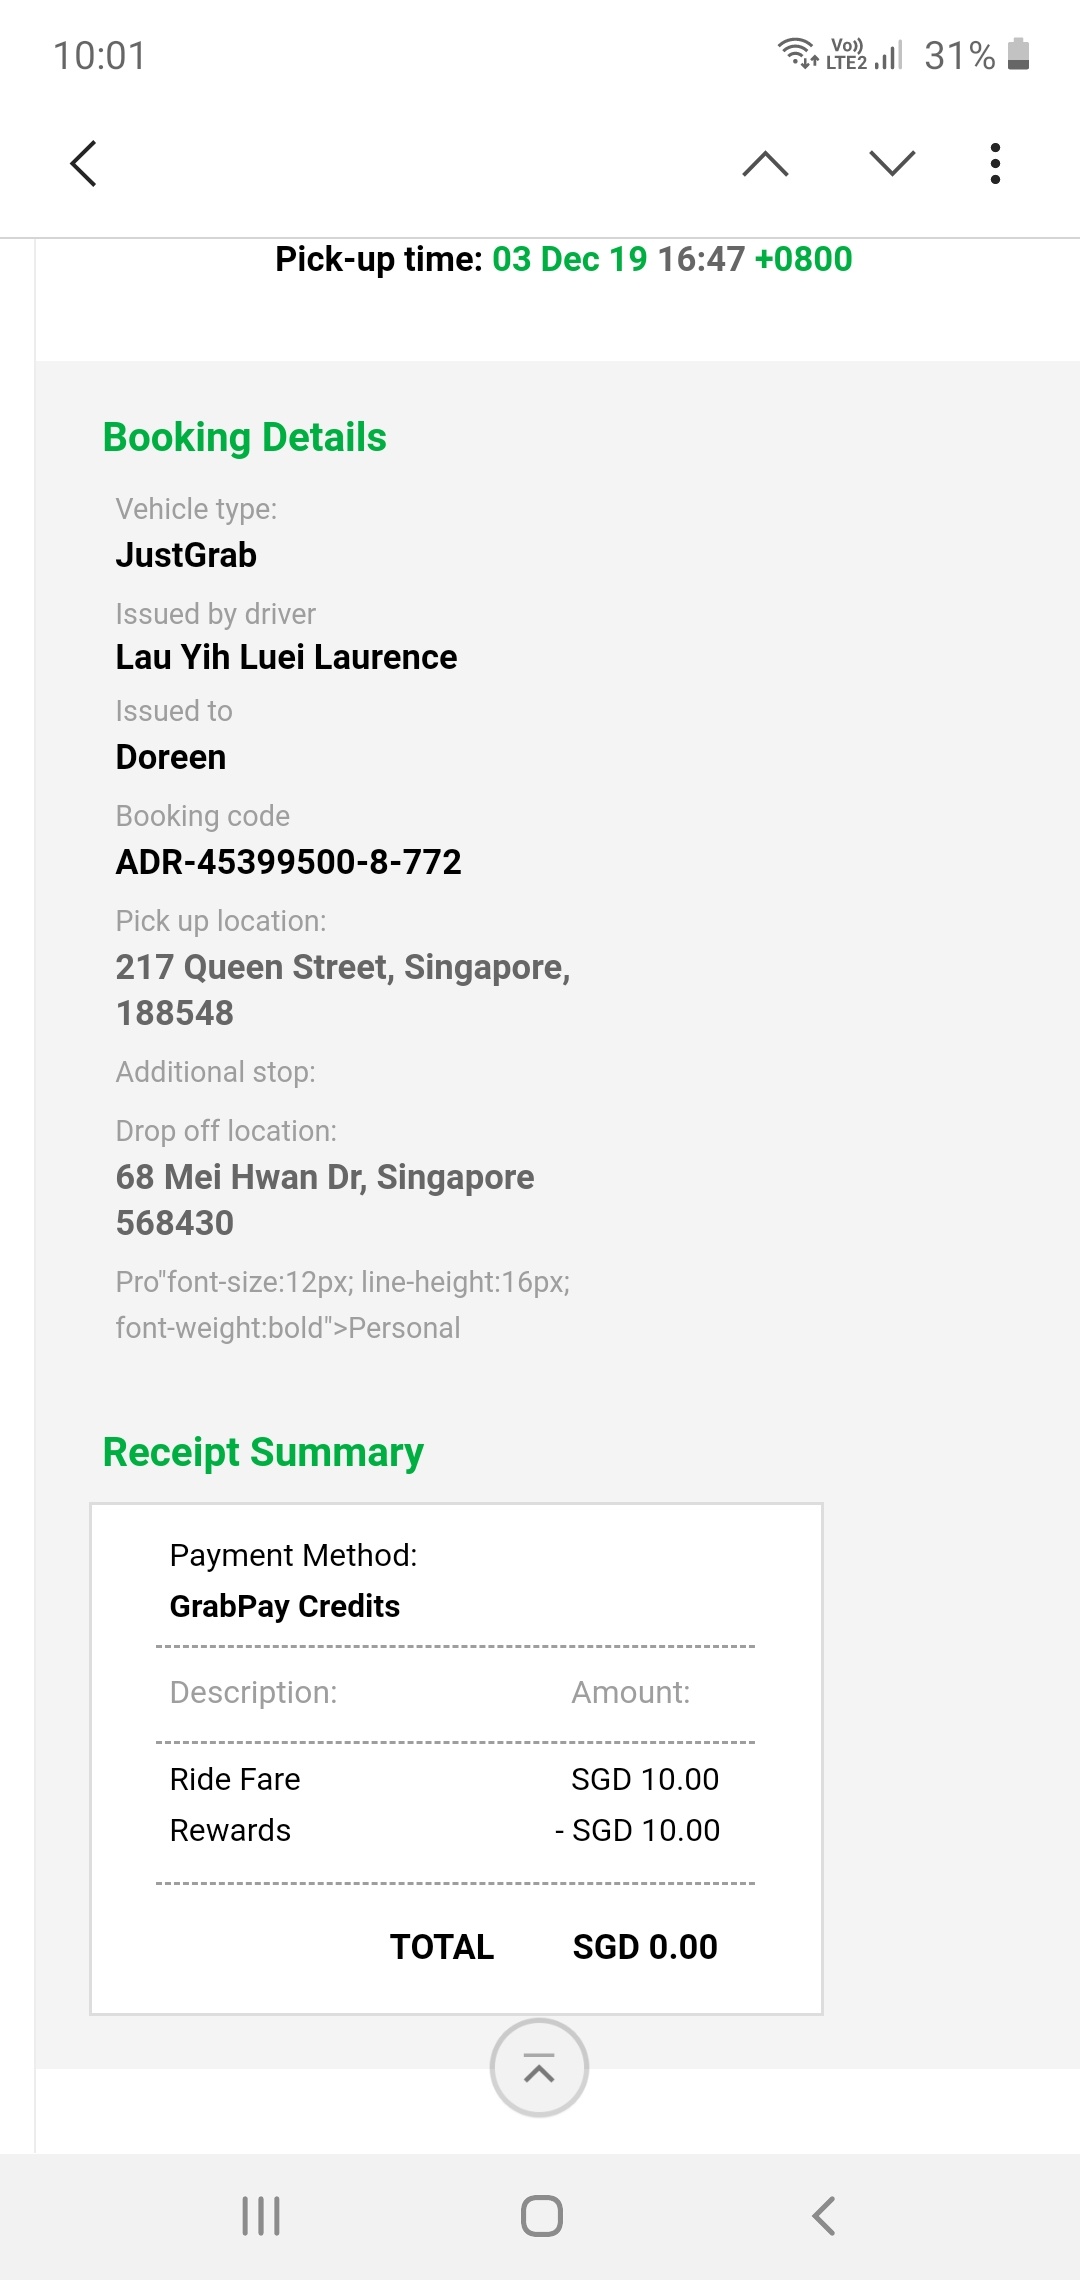 10:01
Vo))
LTE2
31%
Pick-up time: 03 Dec 19 16:47 +0800
Booking Details
Vehicle type:
JustGrab
Issued by driver
Lau Yih Luei Laurence
Issued to
Doreen
Booking code
ADR-45399500-8-772
Pick up location:
217 Queen Street, Singapore,
188548
Additional stop:
Drop off location:
68 Mei Hwan Dr, Singapore
568430
Pro"font-size:12px; line-height:16px;
font-weight:bold">Personal
Receipt Summary
Payment Method:
GrabPay Credits
Description: Amount:
Ride Fare SGD 10.00
Rewards - SGD 10.00
TOTAL SGD 0.00